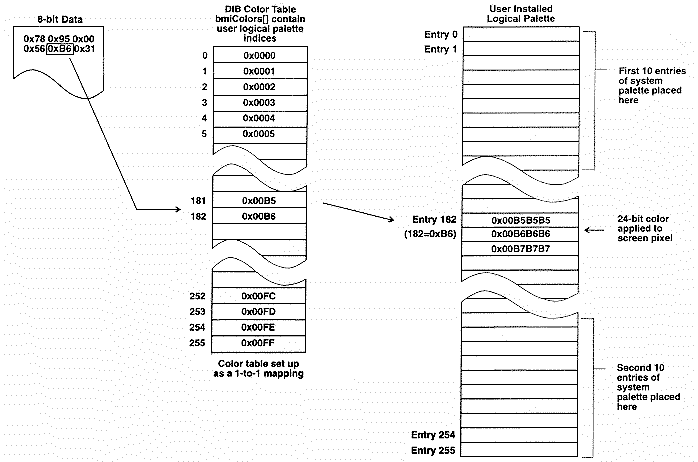 8-bit Data
0x78 0x95 0x00
0x56 0xB6 0x31
DIB Color Table
bmiColors[] contain
user logical palette
indices
0 0x0000
1 0x0001
2 0x0002
3 0x0003
4 0x0004
5 0x0005
181 0x00B5
182 0x00B6
252 0x00FC
253 0x00FD
254 0x00FE
255 0x00FF
Color table set up
as a 1-to-1 mapping
User Installed
Logical Palette
Entry 0
Entry 1
First 10 entries
of system
palette placed
here
Entry 182
(182=0xB6)
0x00B5B5B5
0x00B6B6B6
0x00B7B7B7
24-bit color
applied to
screen pixel
Second 10
entries of
system
palette placed
here
Entry 254
Entry 255